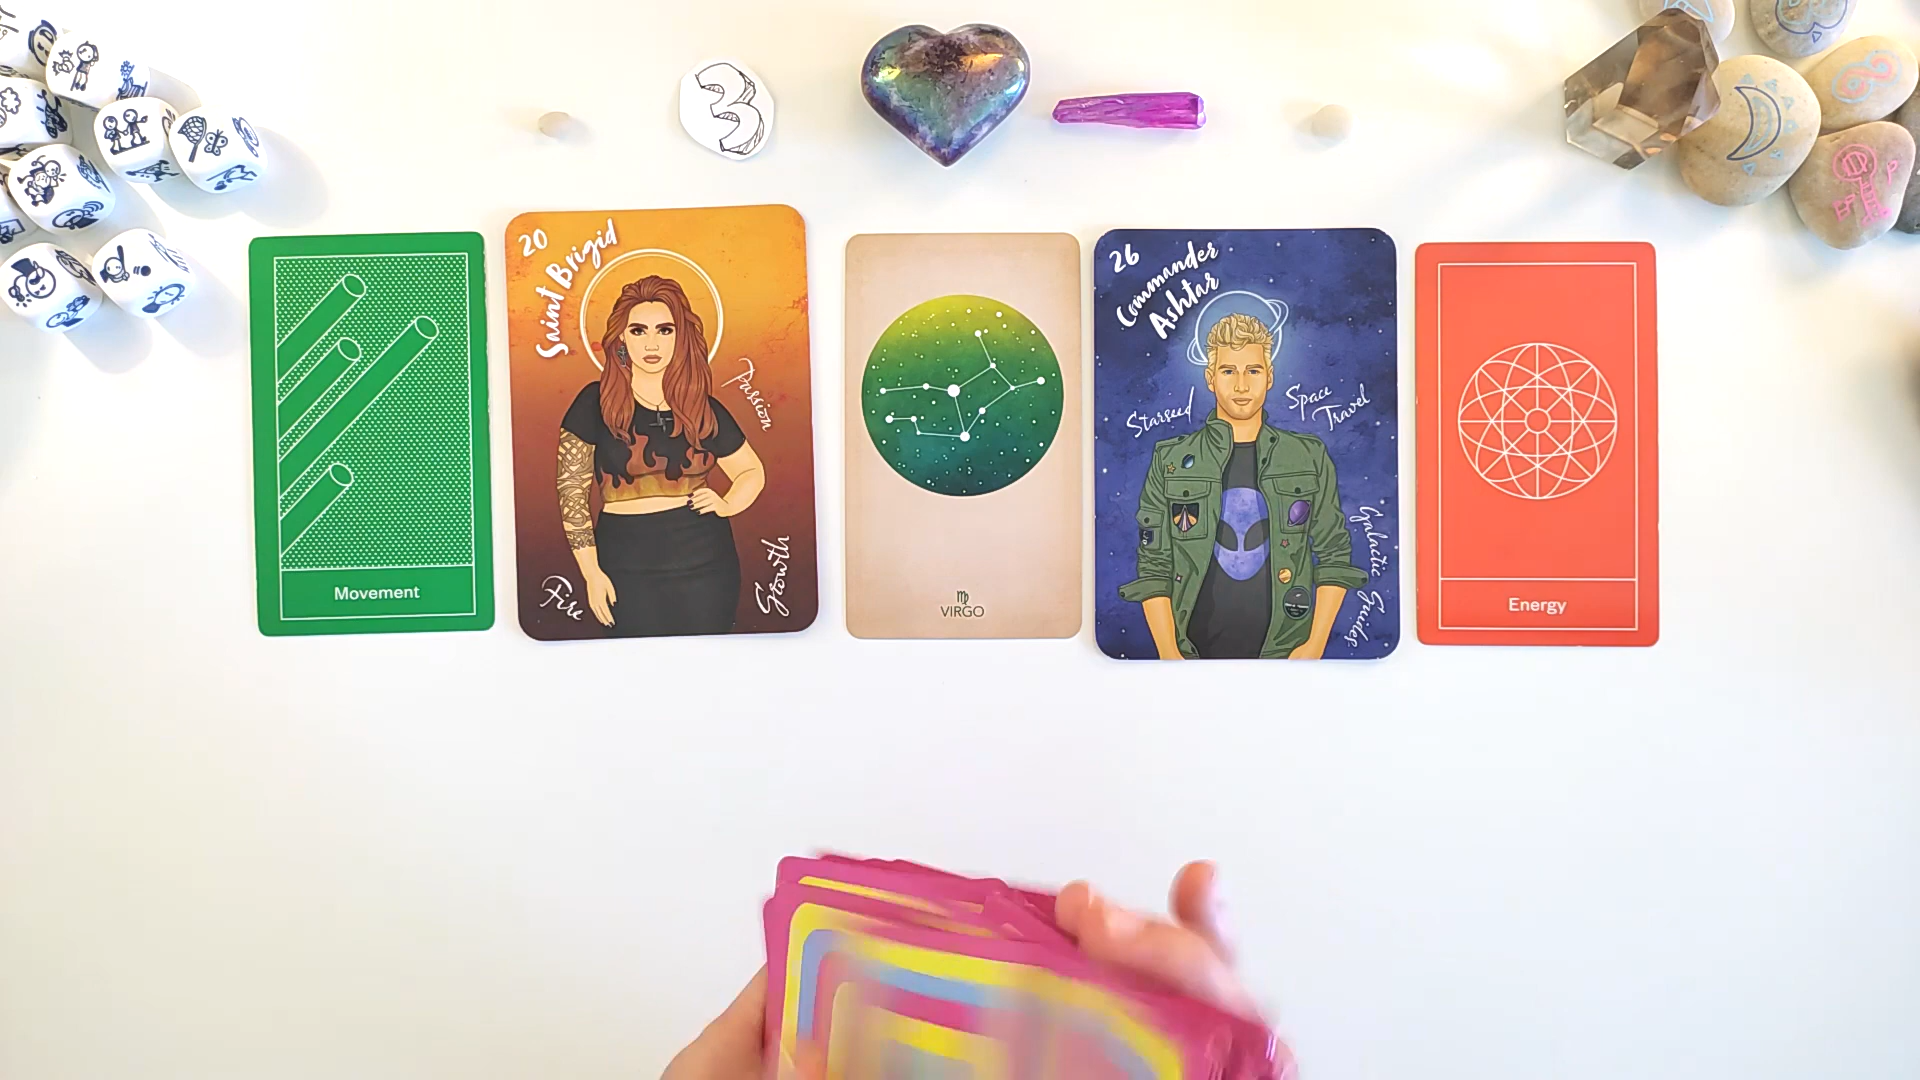 3
Movement
20
Saint Brigid
Passion
Growth
Fire
♍
VIRGO
26
Commander
Ashtar
Starseed
Space
Travel
Galactic Guides
Energy